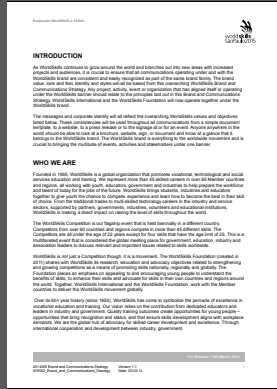 Realização WorldSkills e SENAI
worldskills
São Paulo2015
INTRODUCTION
As WorldSkills continues to grow around the world and branches out into new areas with increased
projects and audiences, it is crucial to ensure that all communications operating under and with the
WorldSkills brand are consistent and easily recognized as part of the same brand family. The brand
value, look and feel, identity and styles will all be based from this overarching WorldSkills Brand and
Communications Strategy. Any project, activity, event or organization that has aligned itself or operating
under the WorldSkills banner should relate to the principles laid out in this Brand and Communications
Strategy. WorldSkills International and the WorldSkills Foundation will now operate together under the
WorldSkills brand.
The messages and corporate identity will all reflect the overarching WorldSkills values and objectives
listed below. These consistencies will be used throughout all communications from a simple document
template, to a website, to a press release or to the signage at or for an event. Anyone anywhere in the
world should be able to look at a brochure, website, sign, or document and know at a glance that it
belongs to the WorldSkills brand. The WorldSkills brand is everything to the worldwide movement and is
crucial to bringing the multitude of events, activities and stakeholders under one banner.
WHO WE ARE
Founded in 1950, WorldSkills is a global organization that promotes vocational, technological and social
services education and training. We represent more than 45 skilled careers in over 65 Member countries
and regions, all working with youth, educators, government and industries to help prepare the workforce
and talent of today for the jobs of the future. WorldSkills brings students, industries and educators
together to give youth the chance to compete, experience and learn how to become the best in their skill
of choice. From the traditional trades to multi-skilled technology careers in the industry and service
sectors, supported by partners, governments, industries, volunteers and educational institutions,
WorldSkills is making a direct impact on raising the level of skills throughout the world.
The WorldSkills Competition is our flagship event that is held biennially in a different country.
Competitors from over 60 countries and regions compete in more than 45 different skills. The
Competitors are all under the age of 22 years except for four skills that have the age limit of 25. This is a
multifaceted event that is considered the global meeting place for government, education, industry and
association leaders to discuss relevant and important issues related to skills worldwide.
WorldSkills is not just a Competition though, it is a movement. The WorldSkills Foundation (created in
2011) shares with WorldSkills its research, education and advocacy objectives related to strengthening
and growing competitions as a means of promoting skills nationally, regionally and globally. The
Foundation places an emphasis on appealing to and encouraging young people to understand the
benefits of skills, to enhance their skills and advocate for skills in their own countries and regions around
the world. Together, WorldSkills International and the WorldSkills Foundation, work with the Member
countries to deliver the WorldSkills movement globally.
Over its 60+ year history (since 1950), WorldSkills has come to symbolize the pinnacle of excellence in
vocational education and training. Our vision relies on the contribution from dedicated educators and
leaders in industry and government. Quality training outcomes create opportunities for young people –
opportunities that bring recognition and status, and that ensure skills development aligns with workplace
demands. We are the global hub of advocacy for skilled career development and excellence. Through
international cooperation and development between industry, government,
Brand and Communications Strategy
Version 1.1
Brand_and_Communications_Strategy